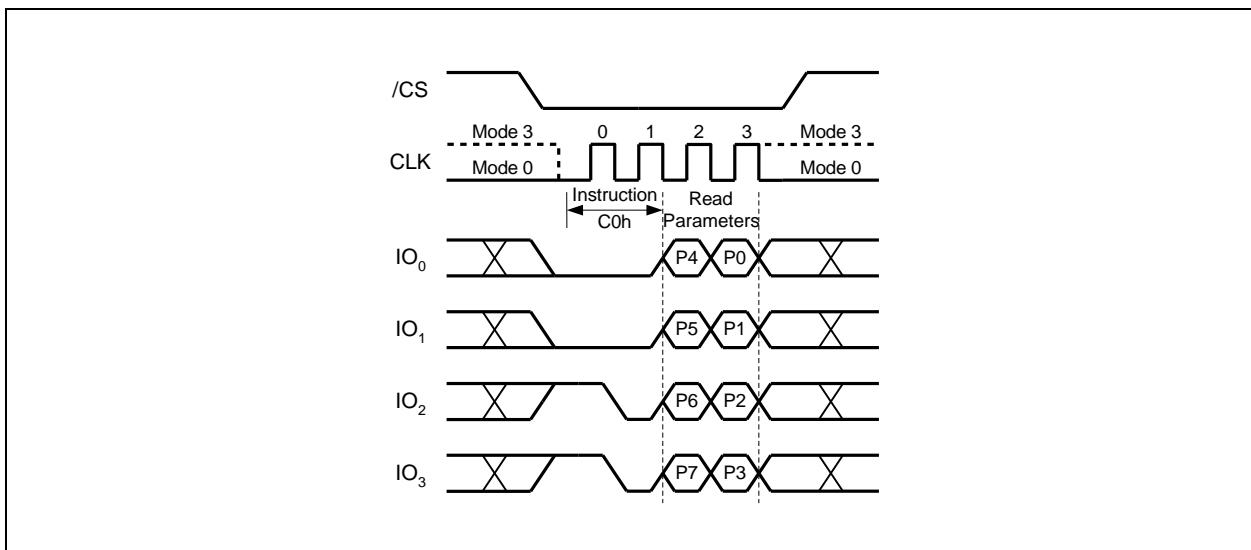 /CS
Mode 3 0 1 2 3 Mode 3
CLK
Mode 0 Mode 0
Instruction Read
C0h Parameters
IO0 P4 P0
IO1 P5 P1
IO2 P6 P2
IO3 P7 P3